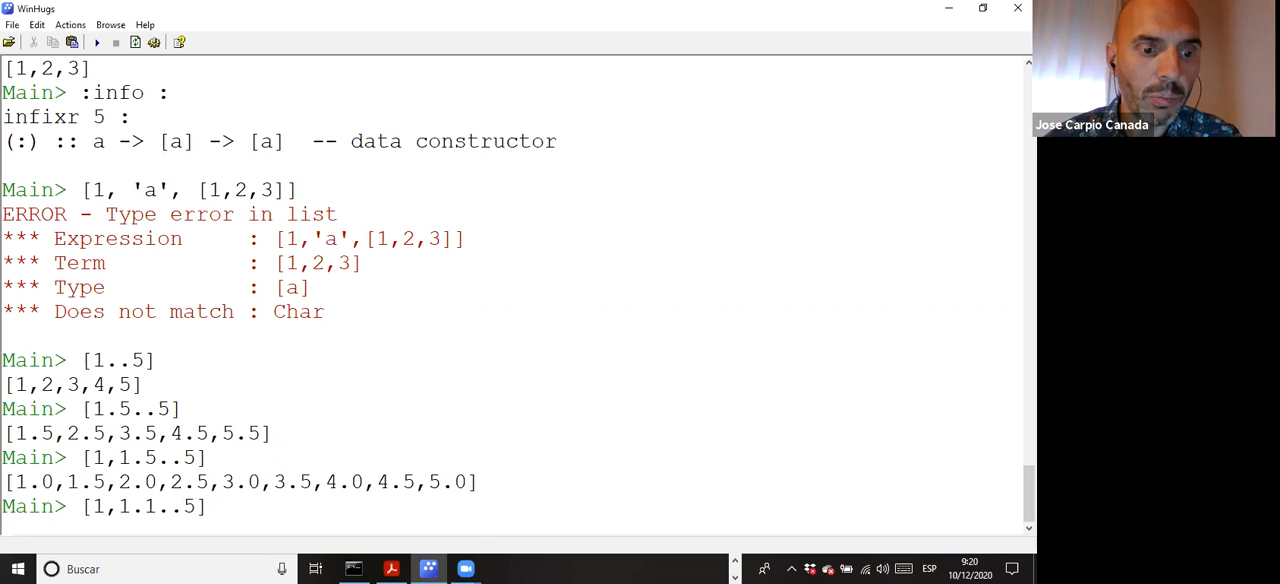 WinHugs
File Edit Actions Browse Help
[1,2,3]
Main> :info :
infixr 5 :
(:) :: a -> [a] -> [a]  -- data constructor
Main> [1, 'a', [1,2,3]]
ERROR - Type error in list
*** Expression     : [1,'a',[1,2,3]]
*** Term           : [1,2,3]
*** Type           : [a]
*** Does not match : Char
Main> [1..5]
[1,2,3,4,5]
Main> [1.5..5]
[1.5,2.5,3.5,4.5,5.5]
Main> [1,1.5..5]
[1.0,1.5,2.0,2.5,3.0,3.5,4.0,4.5,5.0]
Main> [1,1.1..5]
Jose Carpio Canada
Buscar
ESP
9:20
10/12/2020